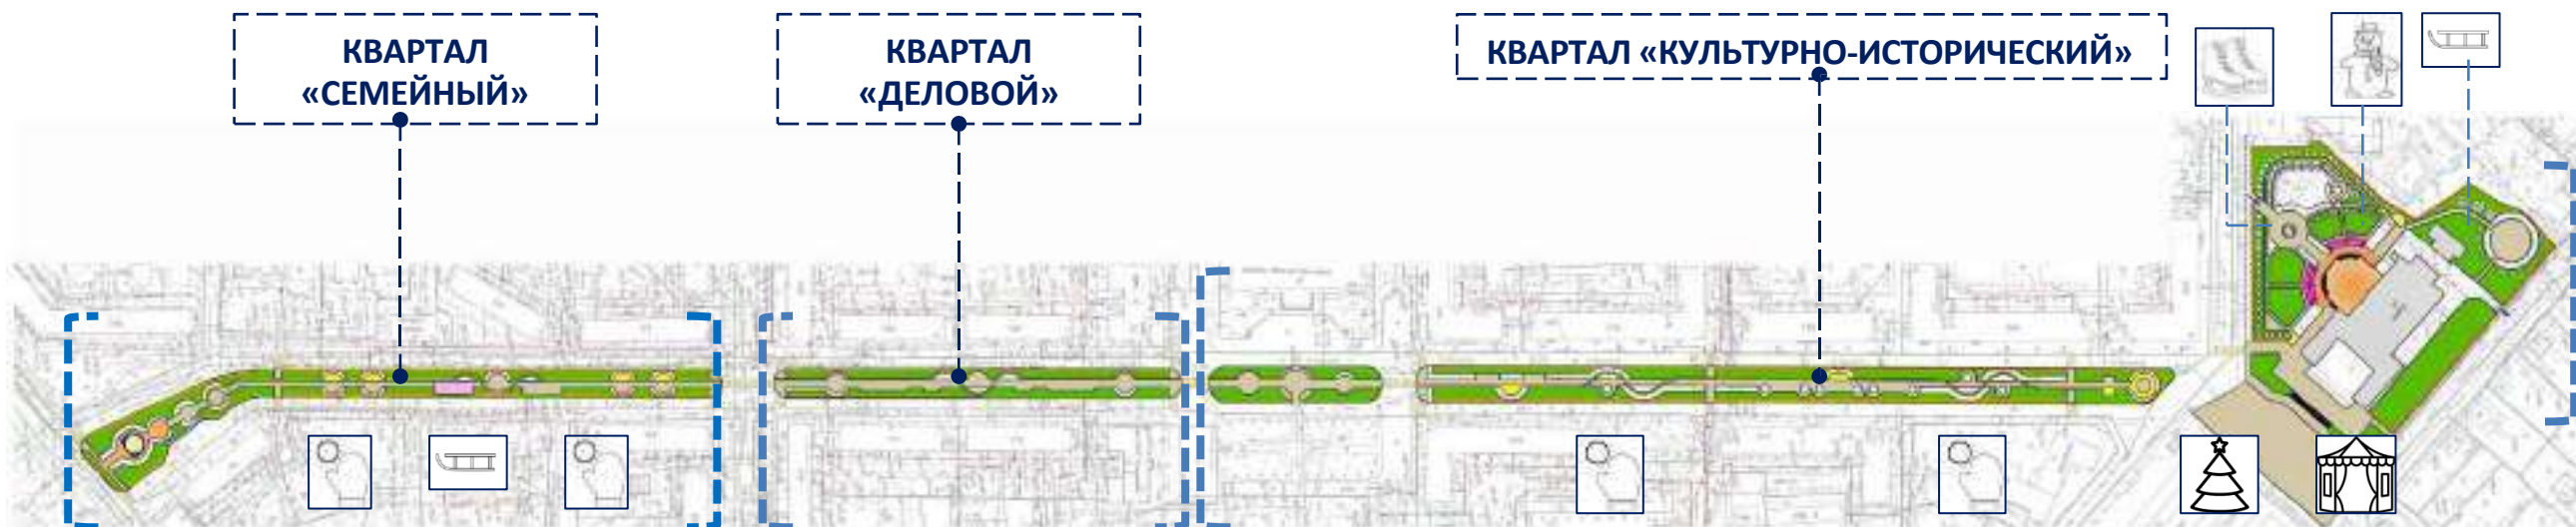 КВАРТАЛ
«СЕМЕЙНЫЙ»
КВАРТАЛ
«ДЕЛОВОЙ»
КВАРТАЛ «КУЛЬТУРНО-ИСТОРИЧЕСКИЙ»